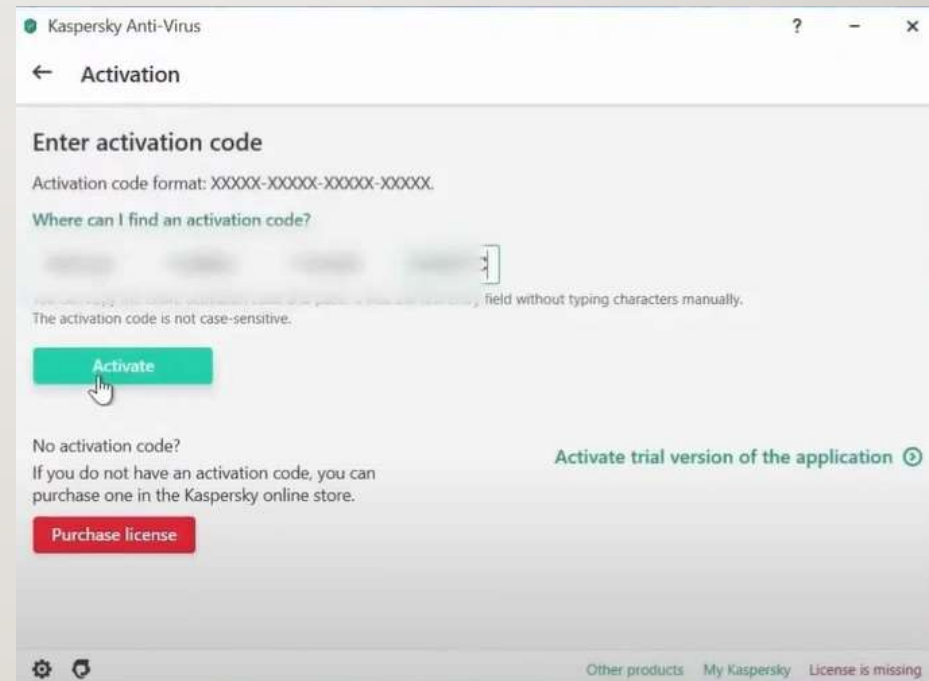 Kaspersky Anti-Virus
?
Activation
Enter activation code
Activation code format: XXXXX-XXXXX-XXXXX-XXXXX.
Where can I find an activation code?
field without typing characters manually.
The activation code is not case-sensitive.
Activate
No activation code?
If you do not have an activation code, you can
purchase one in the Kaspersky online store.
Activate trial version of the application
Purchase license
Other products My Kaspersky License is missing